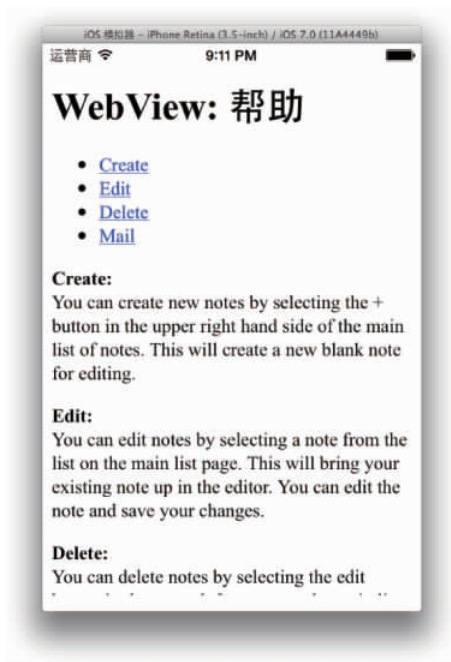 iOS 模拟器 – iPhone Retina (3.5-inch) / iOS 7.0 (11A4449b)
运营商 9:11 PM
WebView: 帮助
• Create
• Edit
• Delete
• Mail
Create:
You can create new notes by selecting the +
button in the upper right hand side of the main
list of notes. This will create a new blank note
for editing.
Edit:
You can edit notes by selecting a note from the
list on the main list page. This will bring your
existing note up in the editor. You can edit the
note and save your changes.
Delete:
You can delete notes by selecting the edit